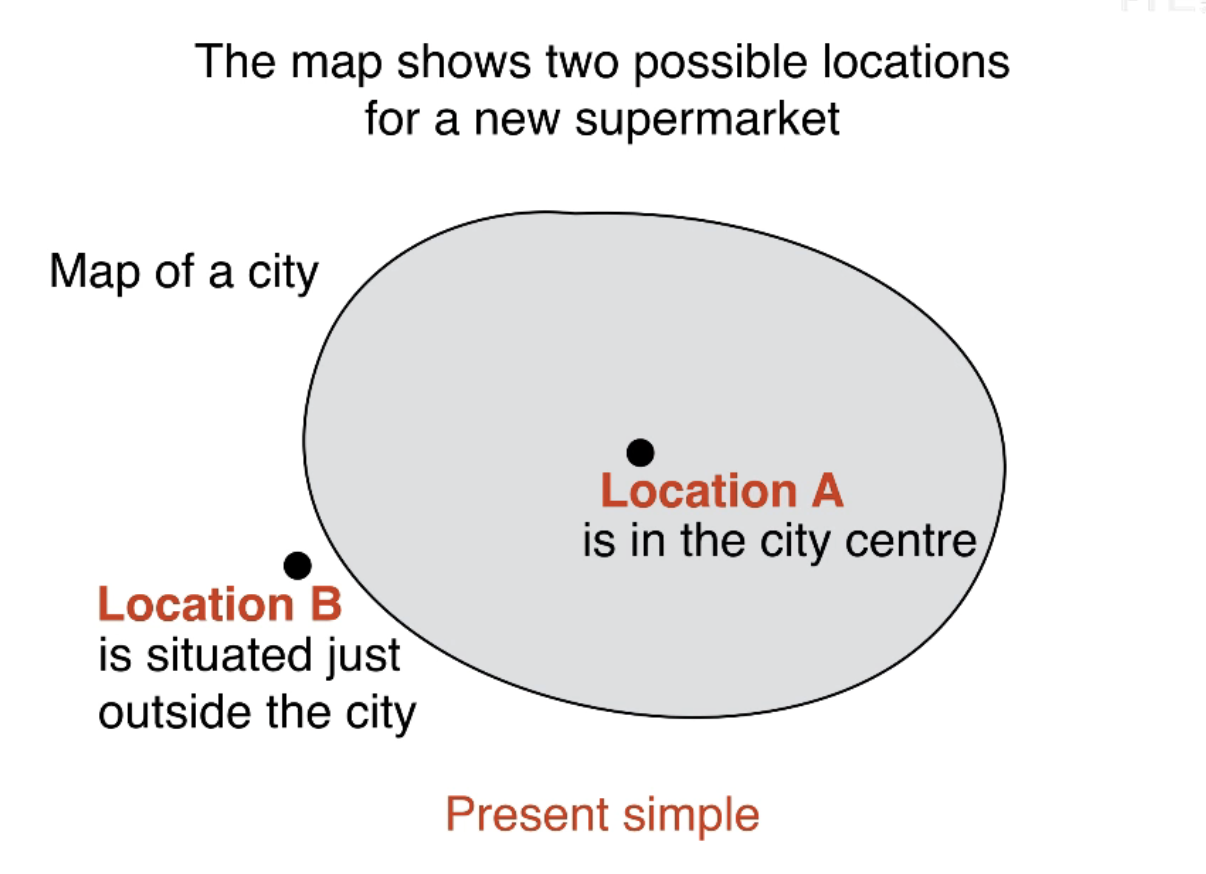 The map shows two possible locations
for a new supermarket
Map of a city
Location A
is in the city centre
Location B
is situated just
outside the city
Present simple